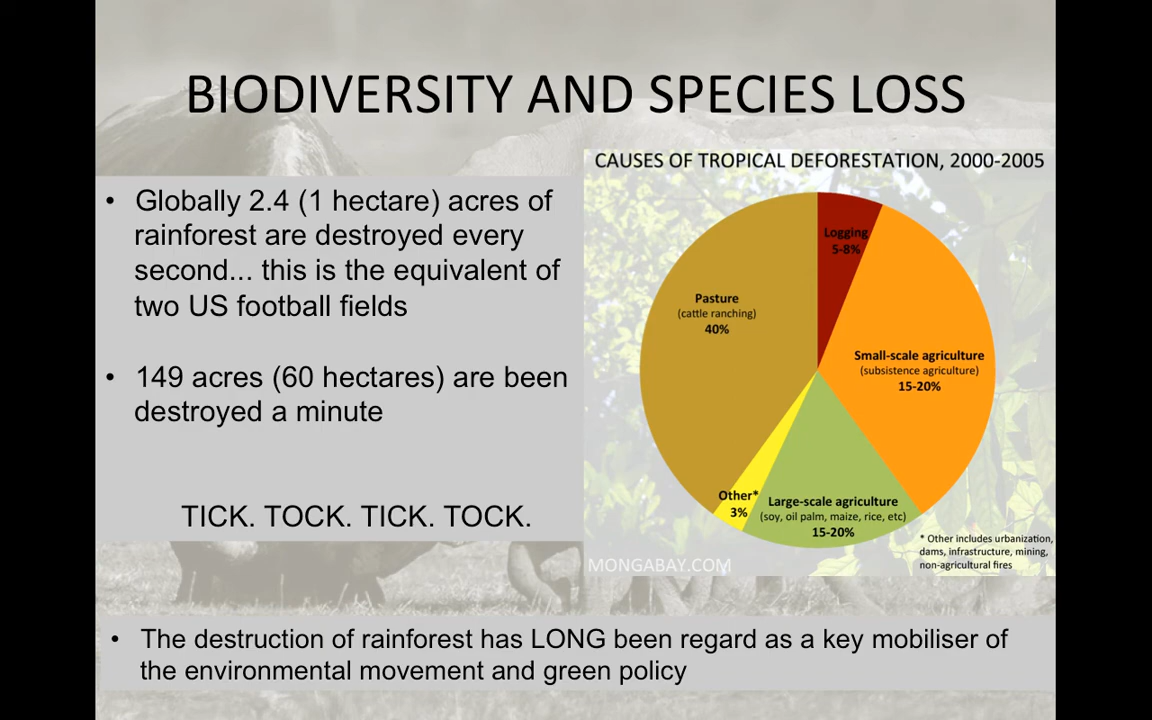 BIODIVERSITY AND SPECIES LOSS
• Globally 2.4 (1 hectare) acres of
rainforest are destroyed every
second... this is the equivalent of
two US football fields
• 149 acres (60 hectares) are been
destroyed a minute
TICK. TOCK. TICK. TOCK.
CAUSES OF TROPICAL DEFORESTATION, 2000-2005
Logging
5-8%
Pasture
(cattle ranching)
40%
Small-scale agriculture
(subsistence agriculture)
15-20%
Other*
3%
Large-scale agriculture
(soy, oil palm, maize, rice, etc)
15-20%
* Other includes urbanization,
dams, infrastructure, mining,
non-agricultural fires
MONGABAY.COM
• The destruction of rainforest has LONG been regard as a key mobiliser of
the environmental movement and green policy